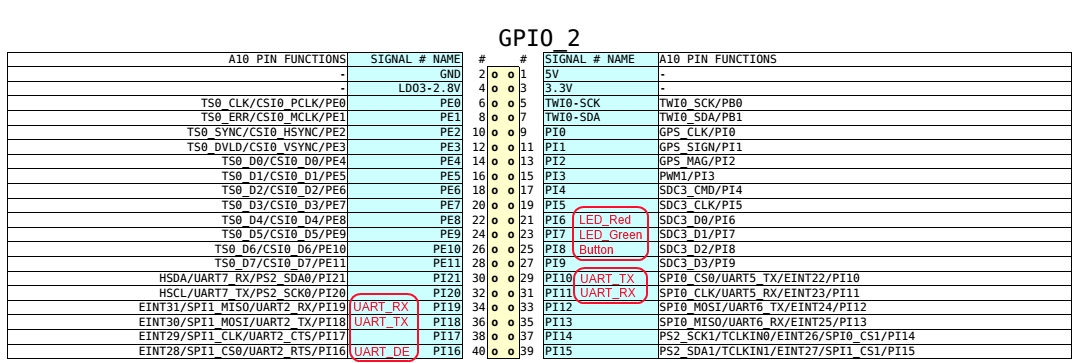 GPIO_2
A10 PIN FUNCTIONS SIGNAL # NAME # # SIGNAL # NAME A10 PIN FUNCTIONS
- GND 2 o o 1 5V -
- LDO3-2.8V 4 o o 3 3.3V -
TS0_CLK/CSI0_PCLK/PE0 PE0 6 o o 5 TWI0-SCK TWI0_SCK/PB0
TS0_ERR/CSI0_MCLK/PE1 PE1 8 o o 7 TWI0-SDA TWI0_SDA/PB1
TS0_SYNC/CSI0_HSYNC/PE2 PE2 10 o o 9 PI0 GPS_CLK/PI0
TS0_DVLD/CSI0_VSYNC/PE3 PE3 12 o o 11 PI1 GPS_SIGN/PI1
TS0_D0/CSI0_D0/PE4 PE4 14 o o 13 PI2 GPS_MAG/PI2
TS0_D1/CSI0_D1/PE5 PE5 16 o o 15 PI3 PWM1/PI3
TS0_D2/CSI0_D2/PE6 PE6 18 o o 17 PI4 SDC3_CMD/PI4
TS0_D3/CSI0_D3/PE7 PE7 20 o o 19 PI5 SDC3_CLK/PI5
TS0_D4/CSI0_D4/PE8 PE8 22 o o 21 PI6 LED_Red SDC3_D0/PI6
TS0_D5/CSI0_D5/PE9 PE9 24 o o 23 PI7 LED_Green SDC3_D1/PI7
TS0_D6/CSI0_D6/PE10 PE10 26 o o 25 PI8 Button SDC3_D2/PI8
TS0_D7/CSI0_D7/PE11 PE11 28 o o 27 PI9 SDC3_D3/PI9
HSDA/UART7_RX/PS2_SDA0/PI21 PI21 30 o o 29 PI10 UART_TX SPI0_CS0/UART5_TX/EINT22/PI10
HSCL/UART7_TX/PS2_SCK0/PI20 PI20 32 o o 31 PI11 UART_RX SPI0_CLK/UART5_RX/EINT23/PI11
EINT31/SPI1_MISO/UART2_RX/PI19 UART_RX PI19 34 o o 33 PI12 SPI0_MOSI/UART6_TX/EINT24/PI12
EINT30/SPI1_MOSI/UART2_TX/PI18 UART_TX PI18 36 o o 35 PI13 SPI0_MISO/UART6_RX/EINT25/PI13
EINT29/SPI1_CLK/UART2_CTS/PI17 PI17 38 o o 37 PI14 PS2_SCK1/TCLKIN0/EINT26/SPI0_CS1/PI14
EINT28/SPI1_CS0/UART2_RTS/PI16 UART_DE PI16 40 o o 39 PI15 PS2_SDA1/TCLKIN1/EINT27/SPI1_CS1/PI15